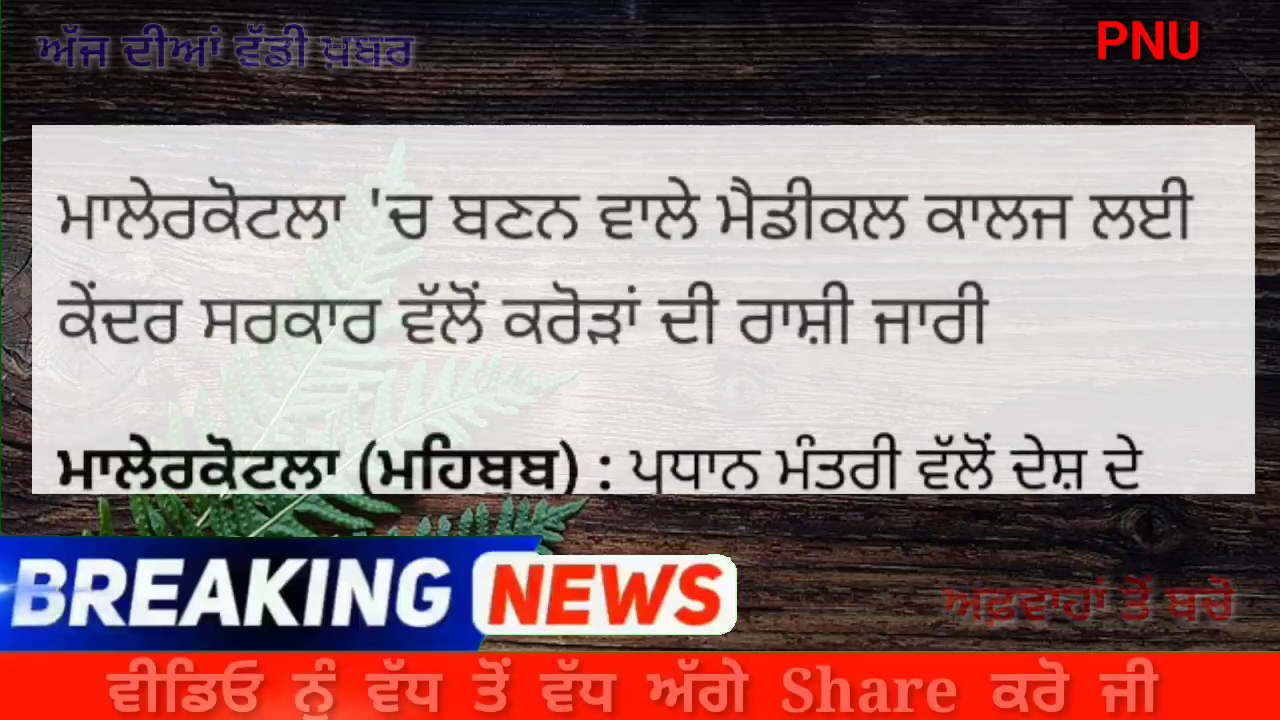 ਅੱਜ ਦੀਆਂ ਵੱਡੀ ਖ਼ਬਰ
PNU
ਮਾਲੇਰਕੋਟਲਾ 'ਚ ਬਣਨ ਵਾਲੇ ਮੈਡੀਕਲ ਕਾਲਜ ਲਈ
ਕੇਂਦਰ ਸਰਕਾਰ ਵੱਲੋਂ ਕਰੋੜਾਂ ਦੀ ਰਾਸ਼ੀ ਜਾਰੀ
ਮਾਲੇਰਕੋਟਲਾ (ਮਹਿਬਬ) : ਪ੍ਰਧਾਨ ਮੰਤਰੀ ਵੱਲੋਂ ਦੇਸ਼ ਦੇ
BREAKING NEWS
ਅਫ਼ਵਾਹਾਂ ਤੋਂ ਬਚੋ
ਵੀਡਿਓ ਨੂੰ ਵੱਧ ਤੋਂ ਵੱਧ ਅੱਗੇ Share ਕਰੋ ਜੀ